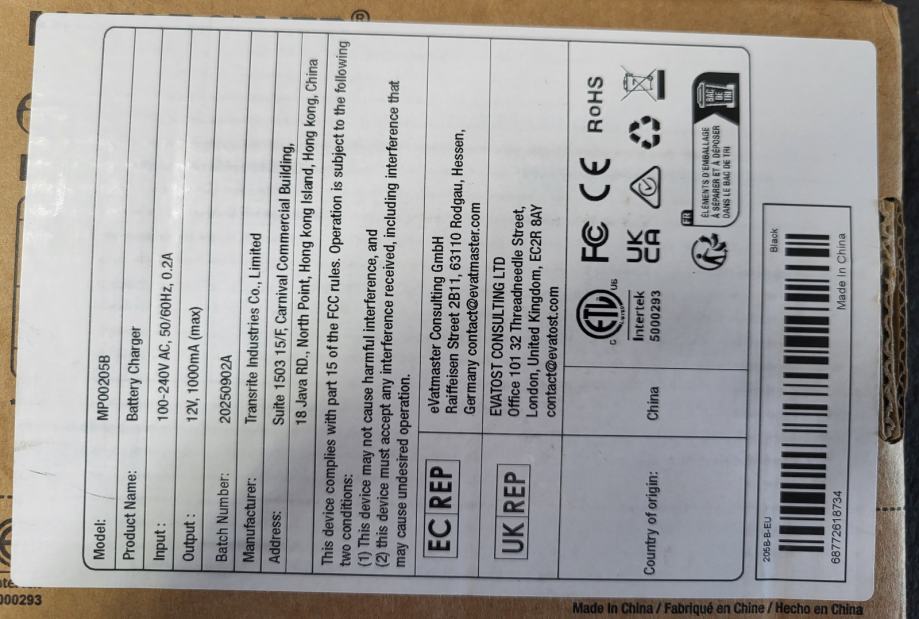 Model: MP00205B
Product Name: Battery Charger
Input : 100-240V AC, 50/60Hz, 0.2A
Output : 12V, 1000mA (max)
Batch Number: 20250902A
Manufacturer: Transrite Industries Co., Limited
Address: Suite 1503 15/F, Carnival Commercial Building,
18 Java RD., North Point, Hong kong Island, Hong kong, China
This device complies with part 15 of the FCC rules. Operation is subject to the following
two conditions:
(1) This device may not cause harmful interference, and
(2) this device must accept any interference received, including interference that
may cause undesired operation.
EC REP
eVatmaster Consulting GmbH
Raiffeisen Street 2B11, 63110 Rodgau, Hessen,
Germany contact@evatmaster.com
UK REP
EVATOST CONSULTING LTD
Office 101 32 Threadneedle Street,
London, United Kingdom, EC2R 8AY
contact@evatost.com
Country of origin: China
ETL
C US
Intertek
5000293
FC CE ROHS
UK
CA
FR
ÉLÉMENTS D'EMBALLAGE
À SÉPARER ET À DÉPOSER
DANS LE BAC DE TRI
BAC
DE
TRI
205B-B-EU Black
68772618734 Made In China
000293
Made In China / Fabriqué en Chine / Hecho en China